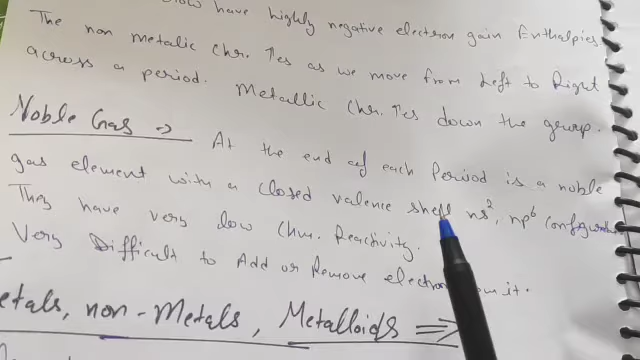 have highly negative electron gain Enthalpies
The non metalic Chr. ↑es as we move from Left to Right
across a period. Metallic Chr. ↑es down the group.
Noble Gas → At the end of each Period is a noble
gas element with a closed valence shell ns², np⁶ configuration
They have very low Chm. Reactivity.
Very Difficult to Add or Remove electron it.
etals, non-Metals, Metalloids ⇒